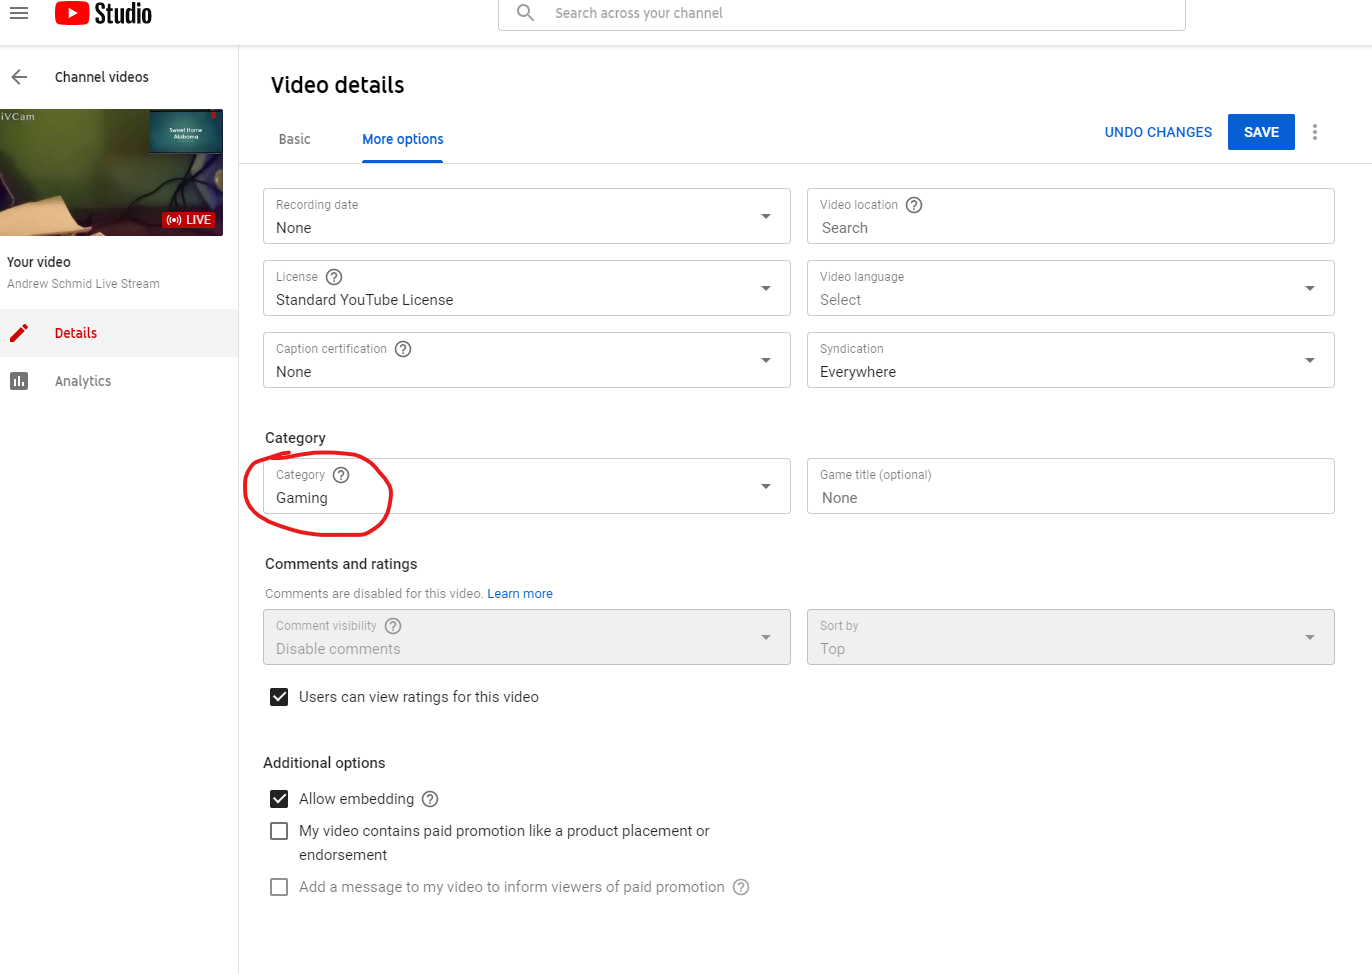 Studio
Search across your channel
Channel videos
iVCam
Sweet Home
Alabama
LIVE
Your video
Andrew Schmid Live Stream
Details
Analytics
Video details
Basic
More options
UNDO CHANGES
SAVE
Recording date
None
Video location
Search
License
Standard YouTube License
Video language
Select
Caption certification
None
Syndication
Everywhere
Category
Category
Gaming
Game title (optional)
None
Comments and ratings
Comments are disabled for this video. Learn more
Comment visibility
Disable comments
Sort by
Top
Users can view ratings for this video
Additional options
Allow embedding
My video contains paid promotion like a product placement or
endorsement
Add a message to my video to inform viewers of paid promotion